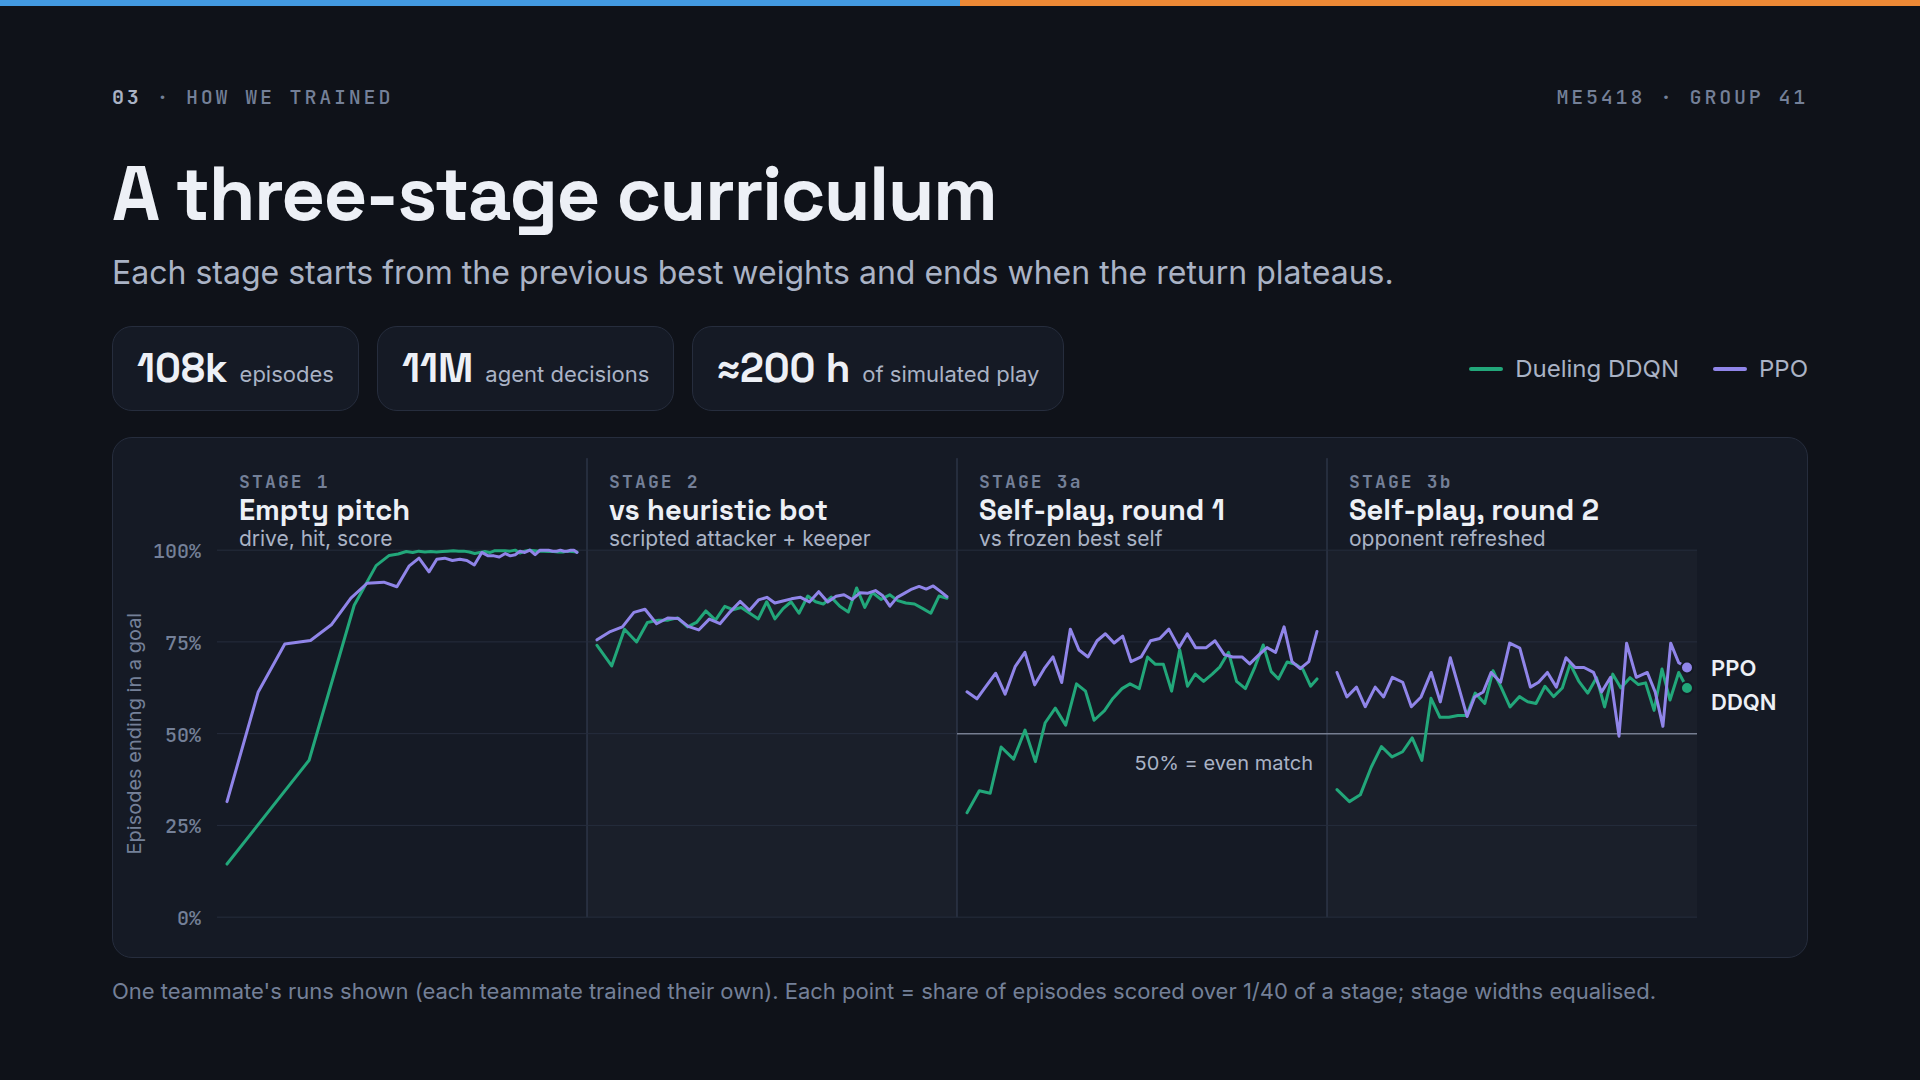 03 · HOW WE TRAINED
ME5418 · GROUP 41
A three-stage curriculum
Each stage starts from the previous best weights and ends when the return plateaus.
108k episodes
11M agent decisions
≈200 h of simulated play
Dueling DDQN
PPO
STAGE 1
Empty pitch
drive, hit, score
STAGE 2
vs heuristic bot
scripted attacker + keeper
STAGE 3a
Self-play, round 1
vs frozen best self
STAGE 3b
Self-play, round 2
opponent refreshed
Episodes ending in a goal
100%
75%
50%
25%
0%
50% = even match
PPO
DDQN
One teammate's runs shown (each teammate trained their own). Each point = share of episodes scored over 1/40 of a stage; stage widths equalised.